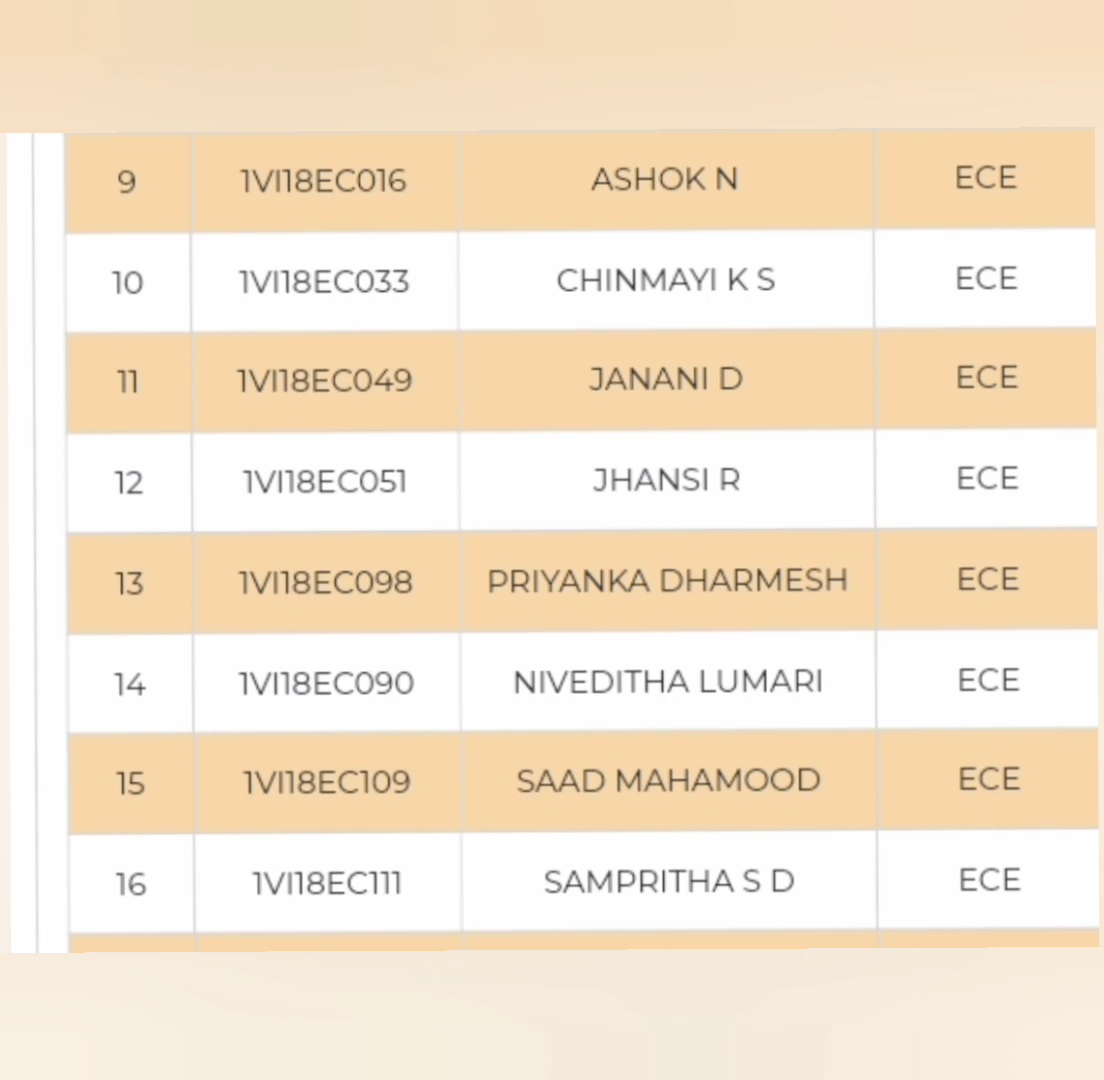 9 1VI18EC016 ASHOK N ECE
10 1VI18EC033 CHINMAYI K S ECE
11 1VI18EC049 JANANI D ECE
12 1VI18EC051 JHANSI R ECE
13 1VI18EC098 PRIYANKA DHARMESH ECE
14 1VI18EC090 NIVEDITHA LUMARI ECE
15 1VI18EC109 SAAD MAHAMOOD ECE
16 1VI18EC111 SAMPRITHA S D ECE